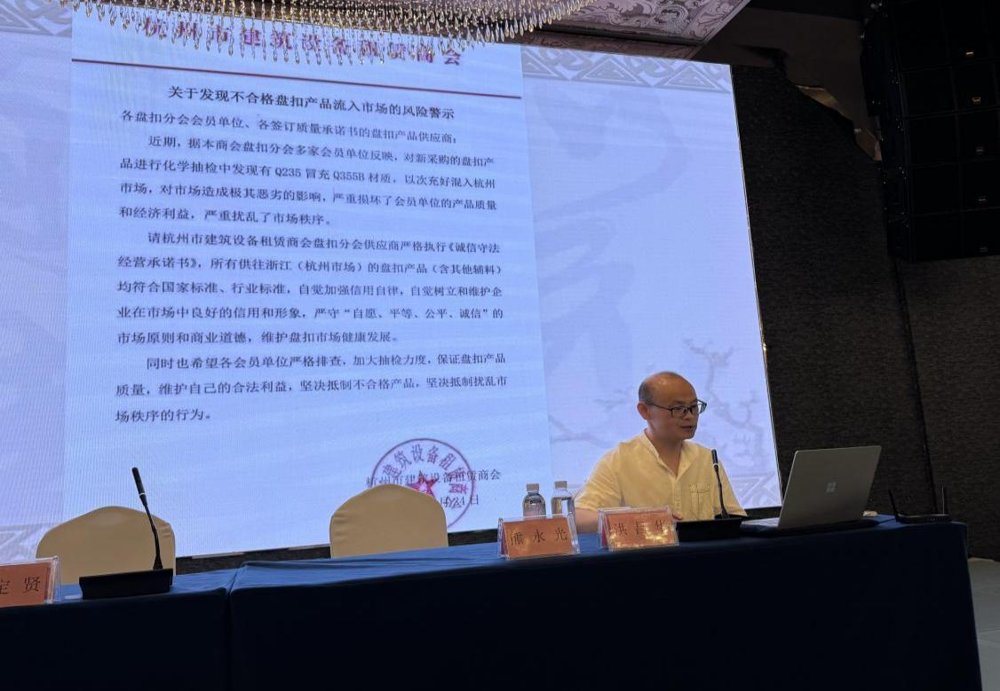 杭州市建筑设备租赁商会
关于发现不合格盘扣产品流入市场的风险警示
各盘扣分会会员单位、各签订质量承诺书的盘扣产品供应商：
近期，据本商会盘扣分会多家会员单位反映，对新采购的盘扣产
品进行化学抽检中发现有 Q235 冒充 Q355B 材质，以次充好混入杭州
市场，对市场造成极其恶劣的影响，严重损坏了会员单位的产品质量
和经济利益，严重扰乱了市场秩序。
请杭州市建筑设备租赁商会盘扣分会供应商严格执行《诚信守法
经营承诺书》，所有供往浙江（杭州市场）的盘扣产品（含其他辅料）
均符合国家标准、行业标准，自觉加强信用自律，自觉树立和维护企
业在市场中良好的信用和形象，严守“自愿、平等、公平、诚信”的
市场原则和商业道德，维护盘扣市场健康发展。
同时也希望各会员单位严格排查，加大抽检力度，保证盘扣产品
质量，维护自己的合法利益，坚决抵制不合格产品，坚决抵制扰乱市
场秩序的行为。
建筑设备租赁商会
杭州市建筑设备租赁商会
日
定贤
熊永光
洪